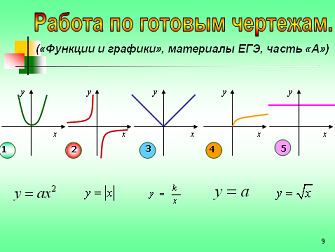 Работа по готовым чертежам.
(«Функции и графики», материалы ЕГЭ, часть «А»)
y y y y y
x x x x x
1 2 3 4 5
y = ax² y = |x| y = k/x y = a y = √x
9